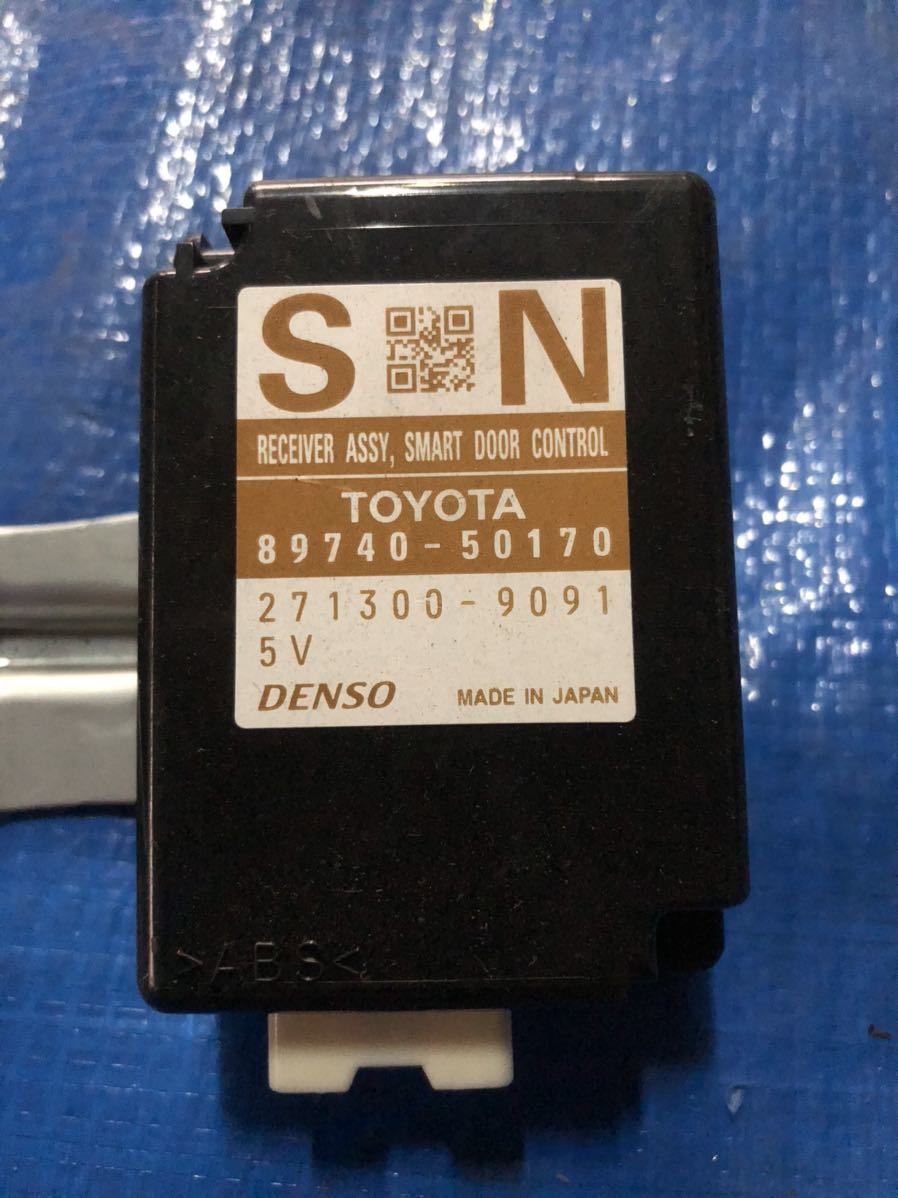 S N
RECEIVER ASSY, SMART DOOR CONTROL
TOYOTA
89740-50170
271300-9091
5V
DENSO MADE IN JAPAN
>ABS<